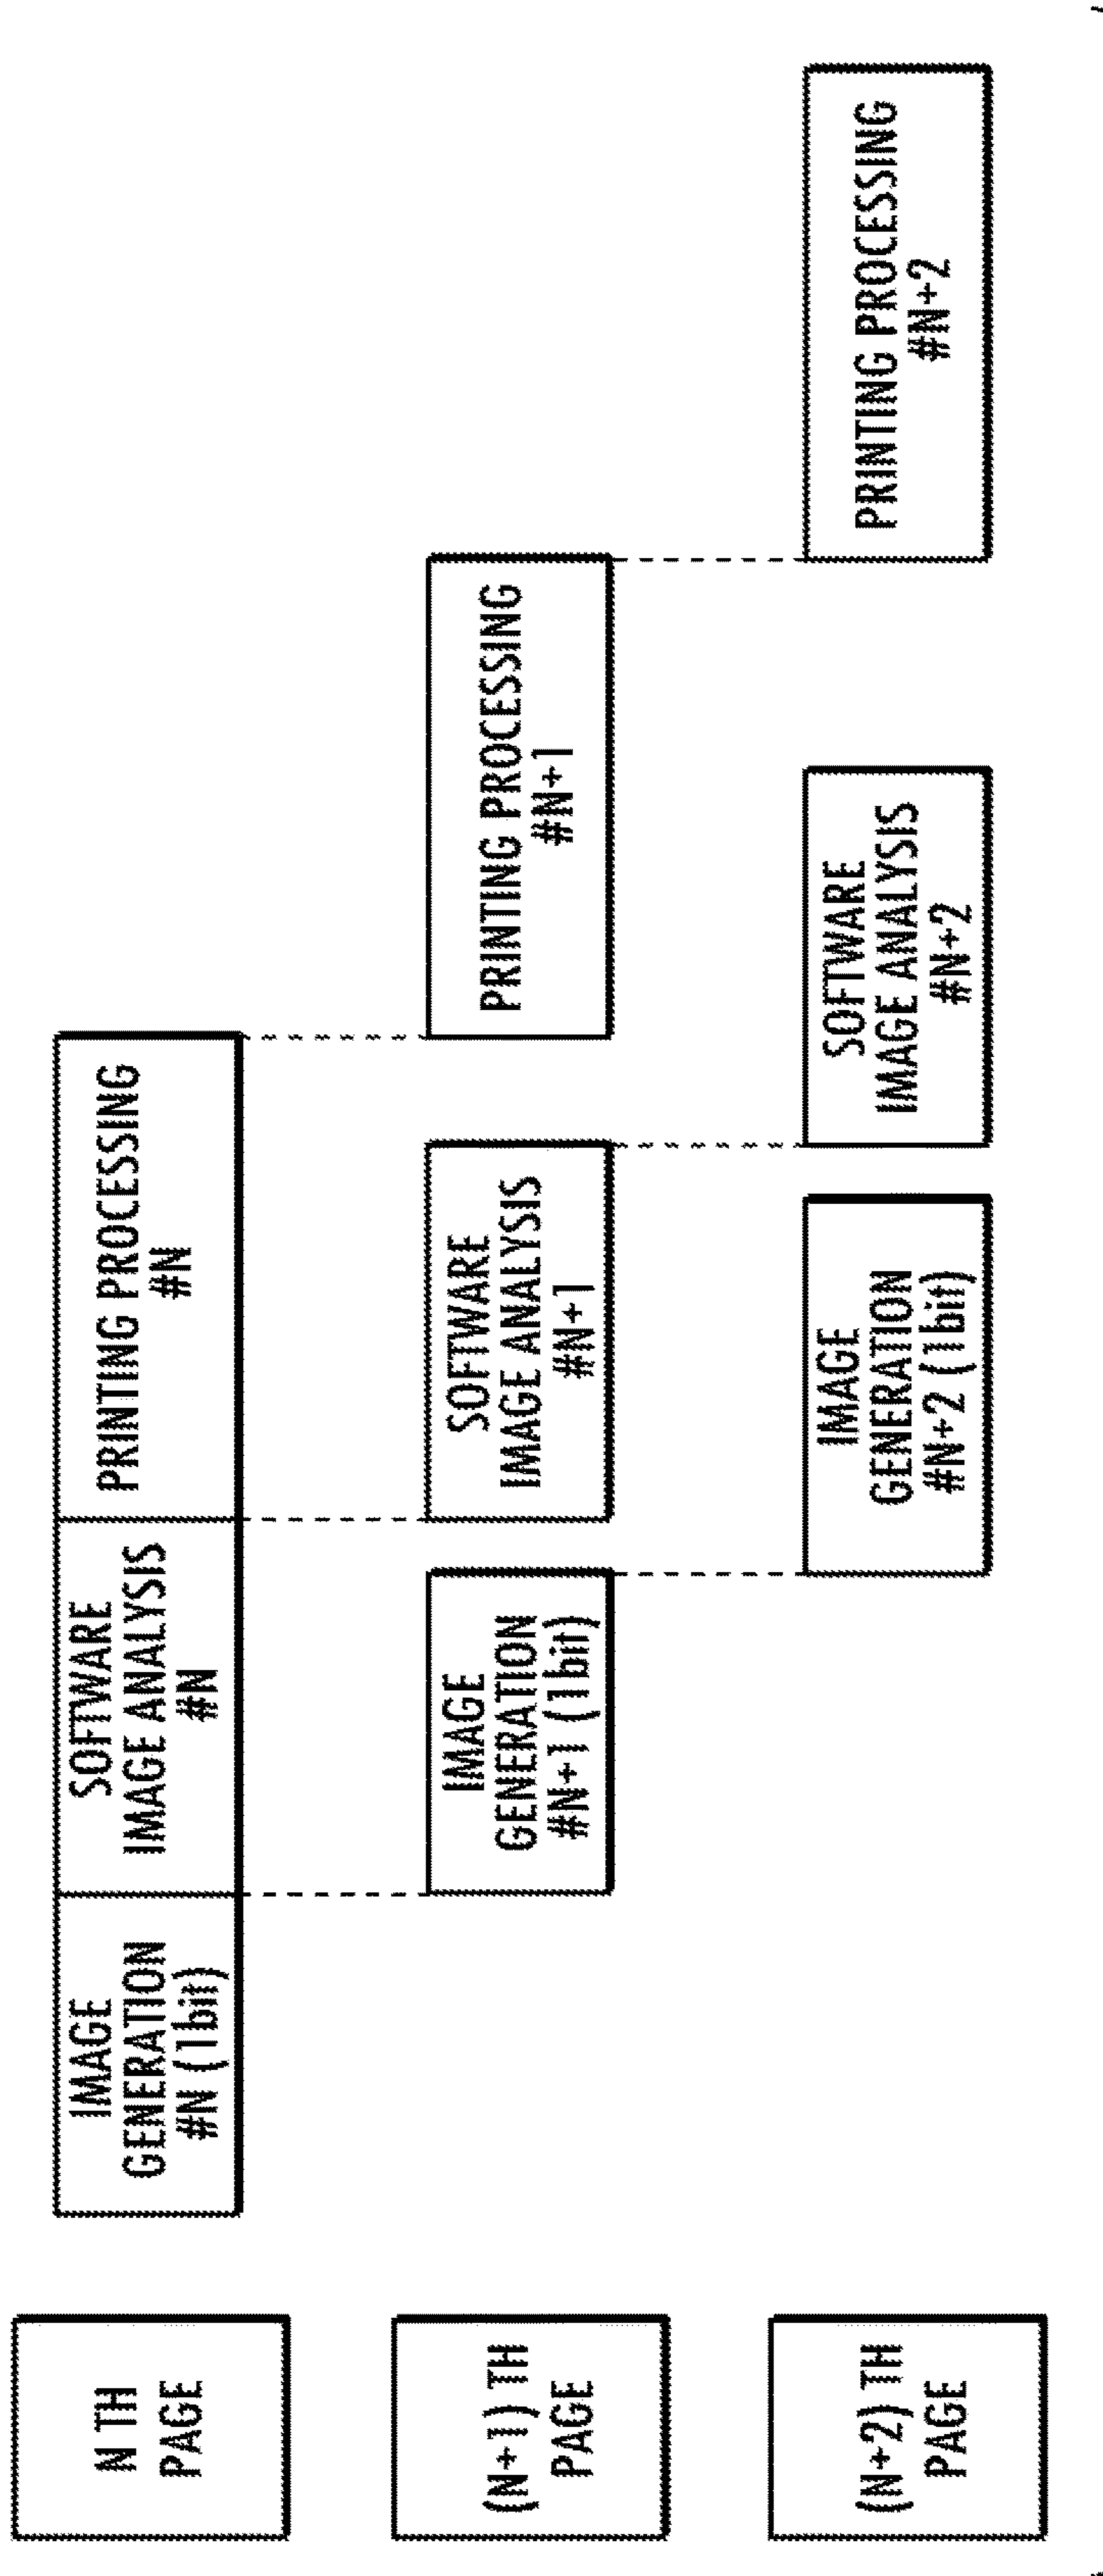 N TH
PAGE
IMAGE
GENERATION
#N (1bit)
SOFTWARE
IMAGE ANALYSIS
#N
PRINTING PROCESSING
#N
(N+1) TH
PAGE
IMAGE
GENERATION
#N+1 (1bit)
SOFTWARE
IMAGE ANALYSIS
#N+1
PRINTING PROCESSING
#N+1
(N+2) TH
PAGE
IMAGE
GENERATION
#N+2 (1bit)
SOFTWARE
IMAGE ANALYSIS
#N+2
PRINTING PROCESSING
#N+2